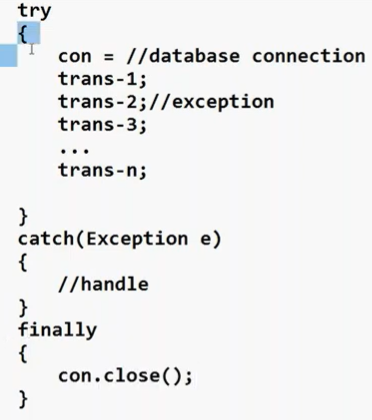 try
{
con = //database connection
trans-1;
trans-2;//exception
trans-3;
...
trans-n;
}
catch(Exception e)
{
//handle
}
finally
{
con.close();
}